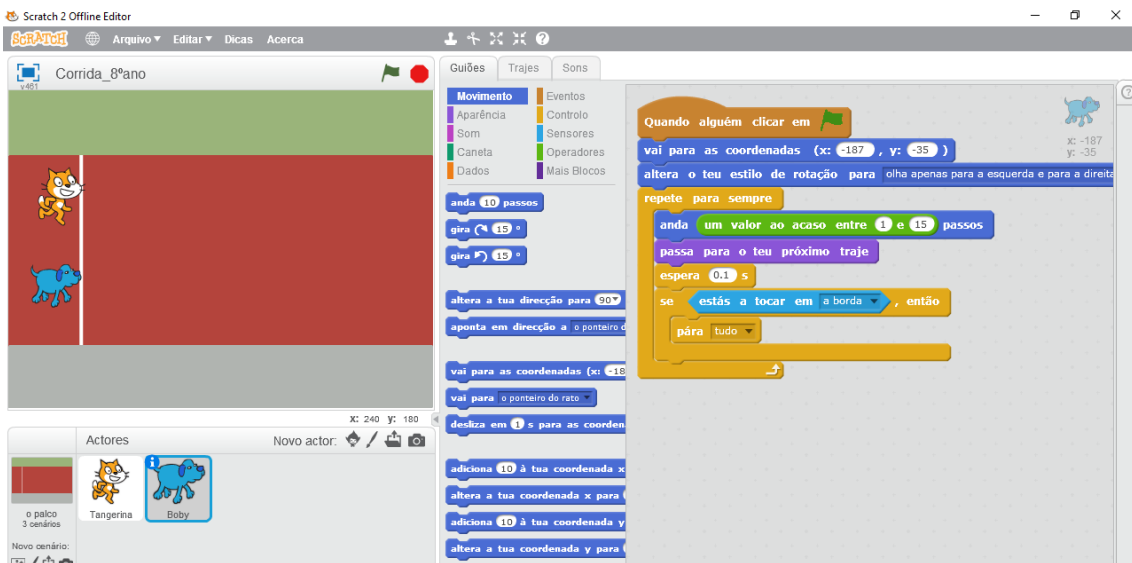 Scratch 2 Offline Editor
SCRATCH Arquivo Editar Dicas Acerca
Corrida_8ºano
v461
X: 240 y: 180
Actores Novo actor:
o palco
3 cenários
Tangerina
Boby
Novo cenário:
Guiões Trajes Sons
Movimento Eventos
Aparência Controlo
Som Sensores
Caneta Operadores
Dados Mais Blocos
anda 10 passos
gira 15 º
gira 15 º
altera a tua direcção para 90
aponta em direcção a o ponteiro d
vai para as coordenadas (x: -18
vai para o ponteiro do rato
desliza em 1 s para as coorden
adiciona 10 à tua coordenada x
altera a tua coordenada x para
adiciona 10 à tua coordenada y
altera a tua coordenada y para
Quando alguém clicar em
vai para as coordenadas (x: -187 , y: -35 )
altera o teu estilo de rotação para olha apenas para a esquerda e para a direita
repete para sempre
anda um valor ao acaso entre 1 e 15 passos
passa para o teu próximo traje
espera 0.1 s
se estás a tocar em a borda , então
pára tudo
x: -187
y: -35